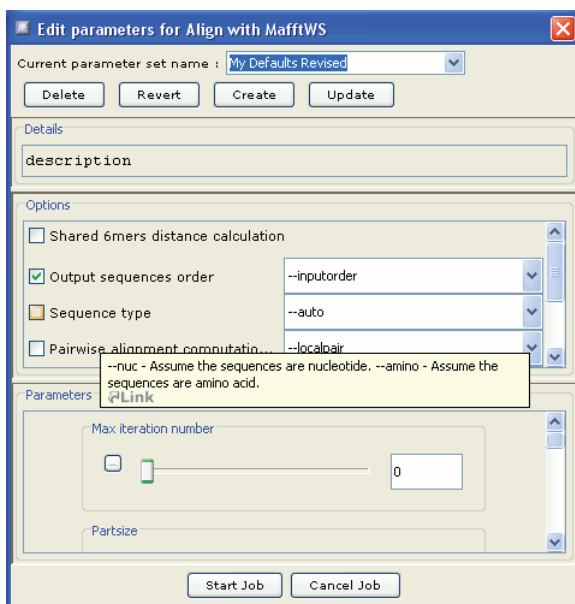 Edit parameters for Align with MafftWS
Current parameter set name : My Defaults Revised
Delete Revert Create Update
Details
description
Options
Shared 6mers distance calculation
Output sequences order --inputorder
Sequence type --auto
Pairwise alignment computatio... --localpair
--nuc - Assume the sequences are nucleotide. --amino - Assume the
sequences are amino acid.
Link
Parameters
Max iteration number
0
Partsize
Start Job Cancel Job